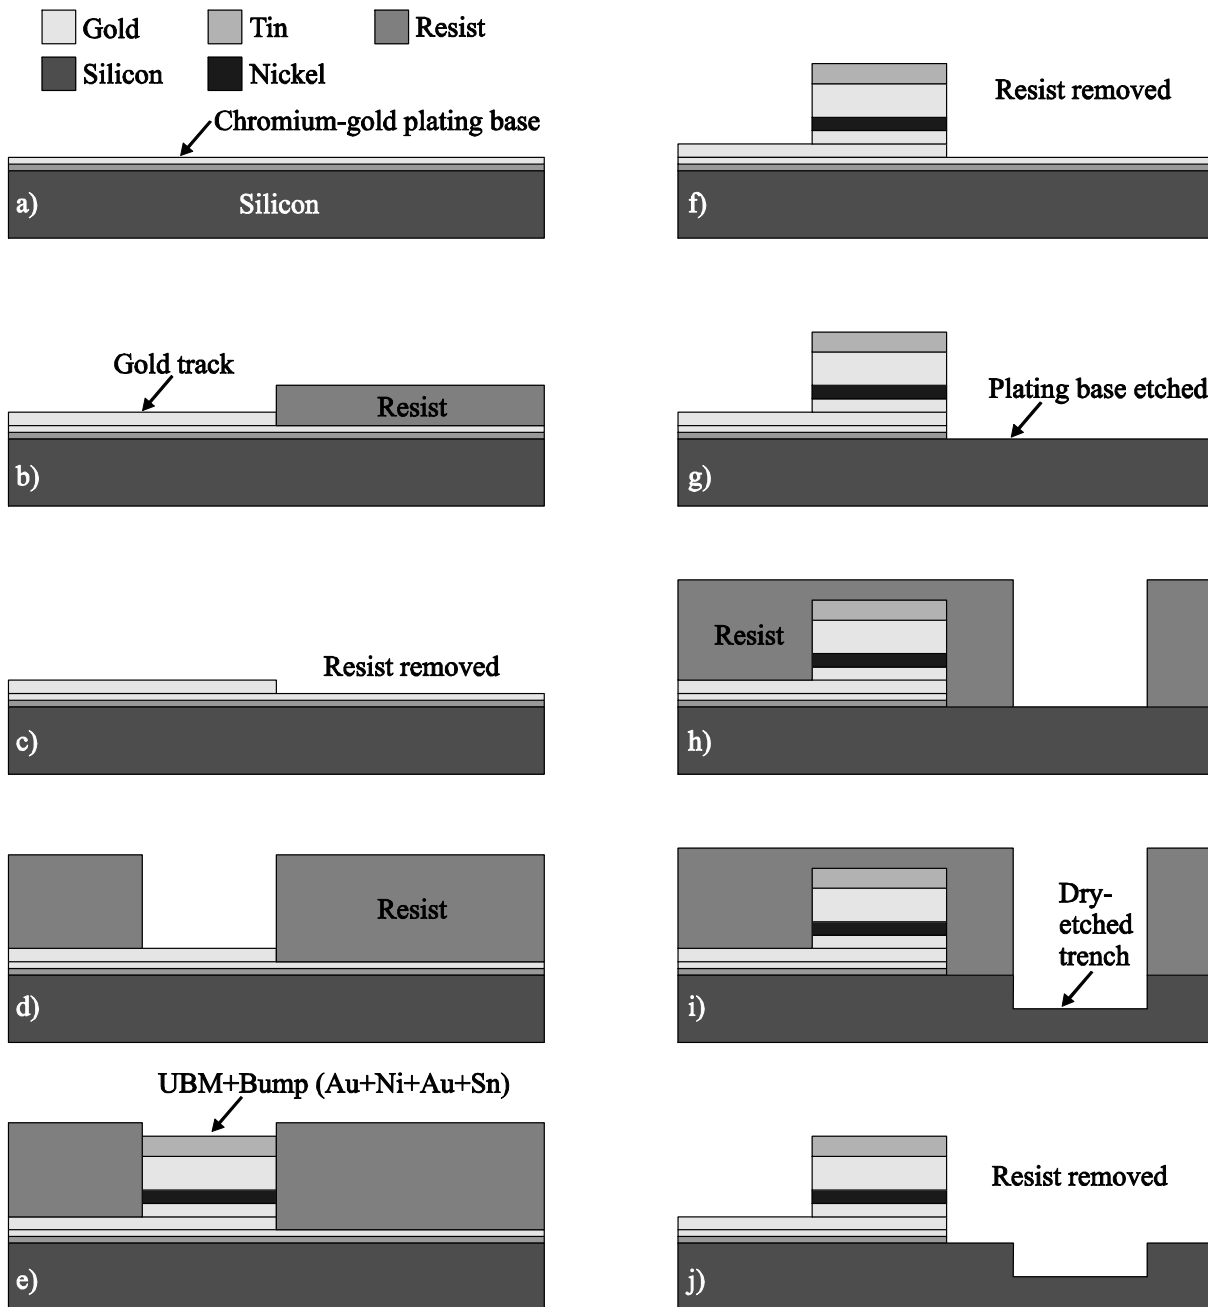 Gold
Tin
Resist
Silicon
Nickel
Chromium-gold plating base
Silicon
a)
Gold track
Resist
b)
Resist removed
c)
Resist
d)
UBM+Bump (Au+Ni+Au+Sn)
e)
Resist removed
f)
Plating base etched
g)
Resist
h)
Dry-
etched
trench
i)
Resist removed
j)